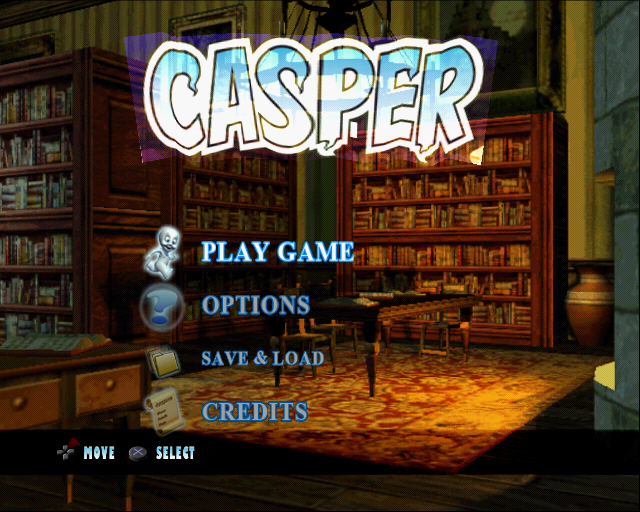 CASPER
PLAY GAME
OPTIONS
SAVE & LOAD
CREDITS
MOVE SELECT